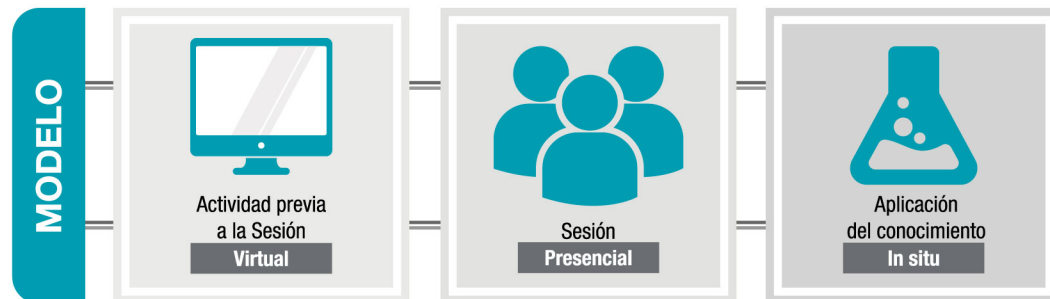 MODELO
Actividad previa
a la Sesión
Virtual
Sesión
Presencial
Aplicación
del conocimiento
In situ